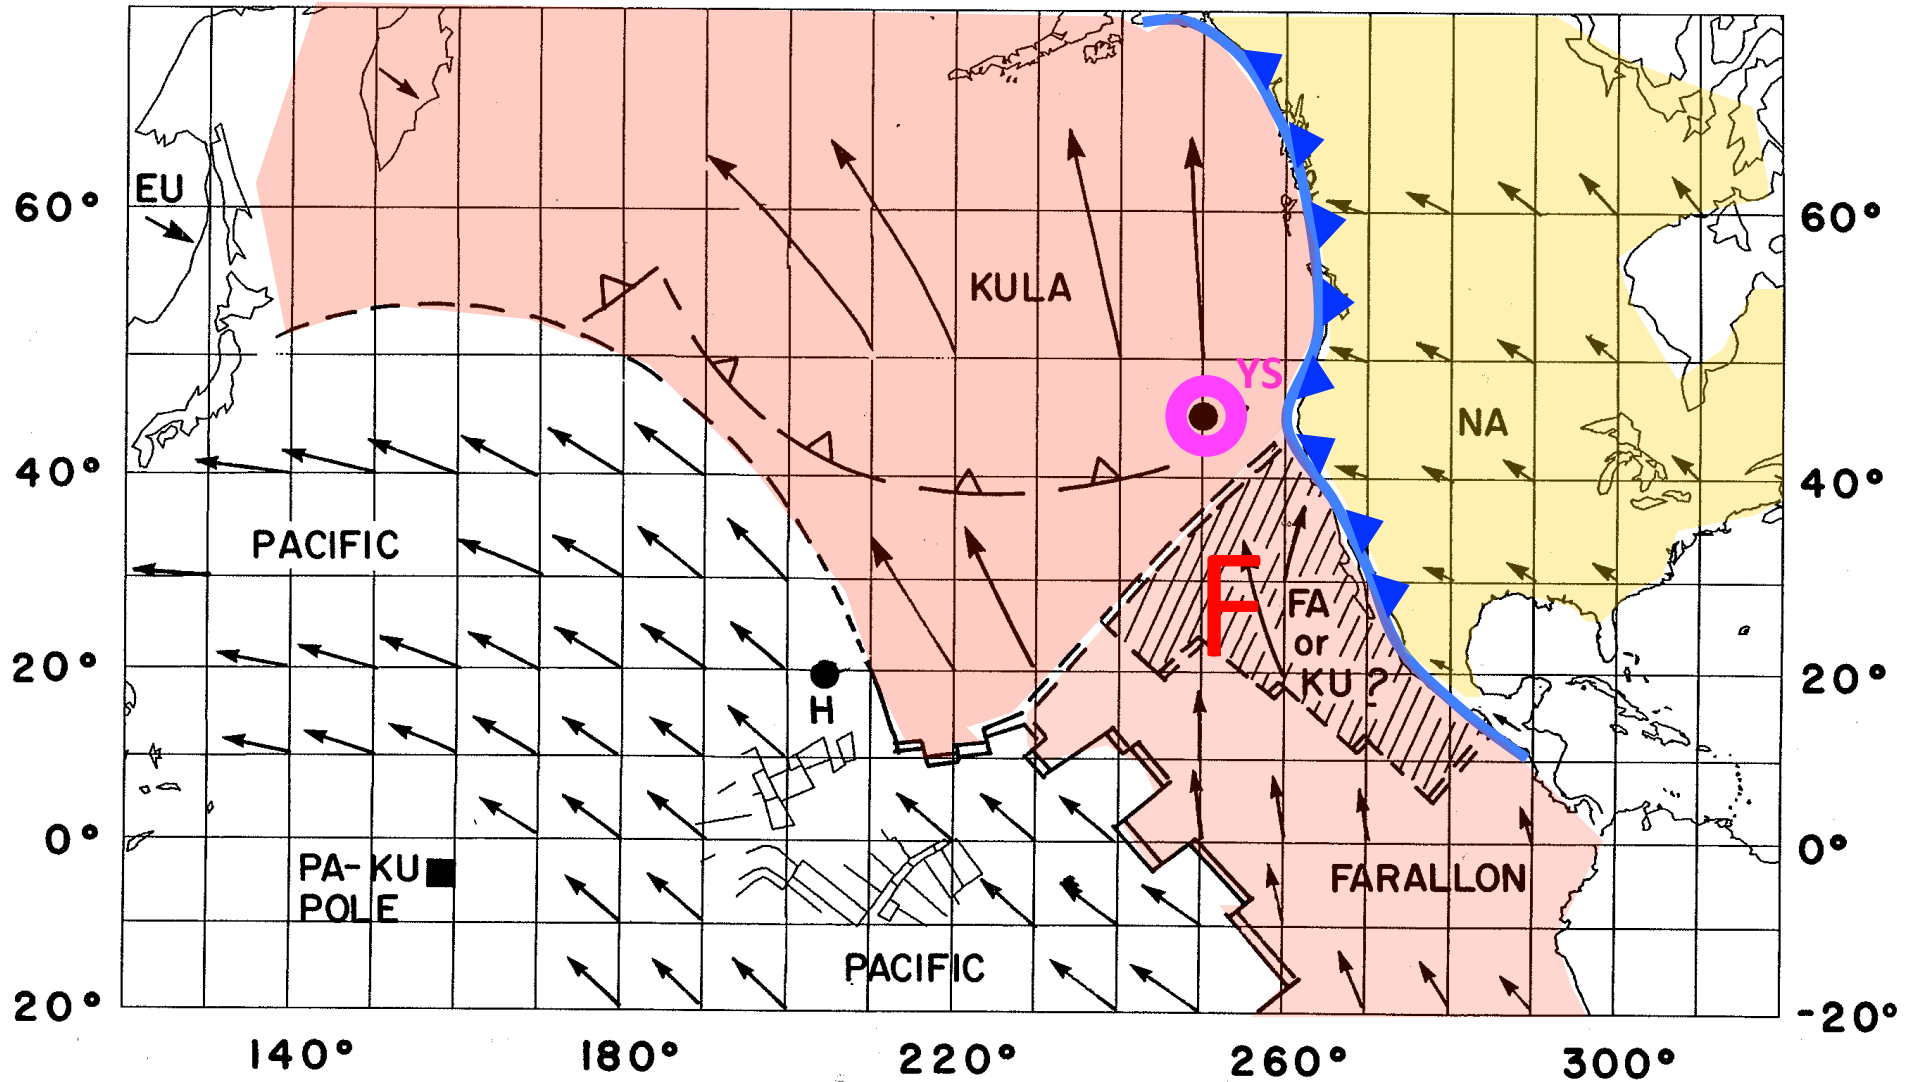 EU
60°
60°
KULA
YS
NA
40°
40°
PACIFIC
F
FA
or
KU ?
20°
20°
H
0°
0°
PA-KU
POLE
FARALLON
PACIFIC
20°
-20°
140°
180°
220°
260°
300°